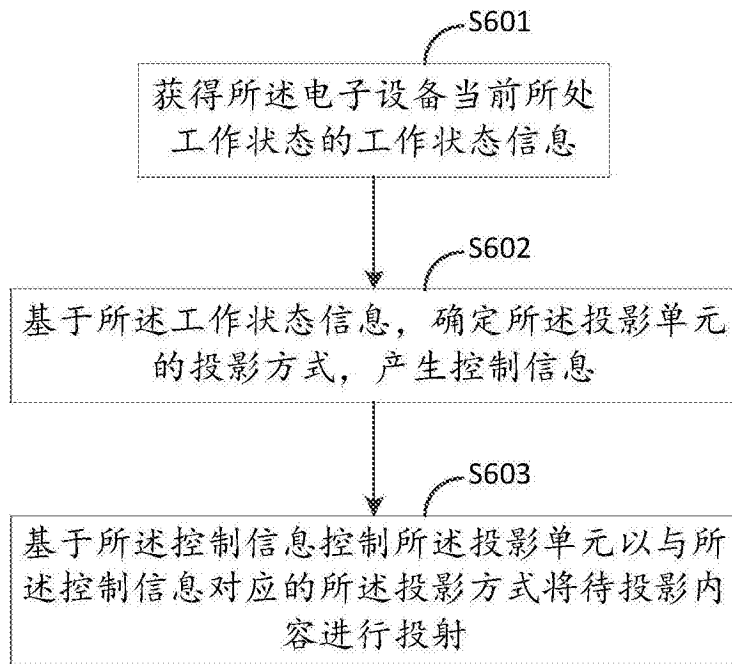 S601
获得所述电子设备当前所处
工作状态的工作状态信息
S602
基于所述工作状态信息，确定所述投影单元
的投影方式，产生控制信息
S603
基于所述控制信息控制所述投影单元以与所
述控制信息对应的所述投影方式将待投影内
容进行投射